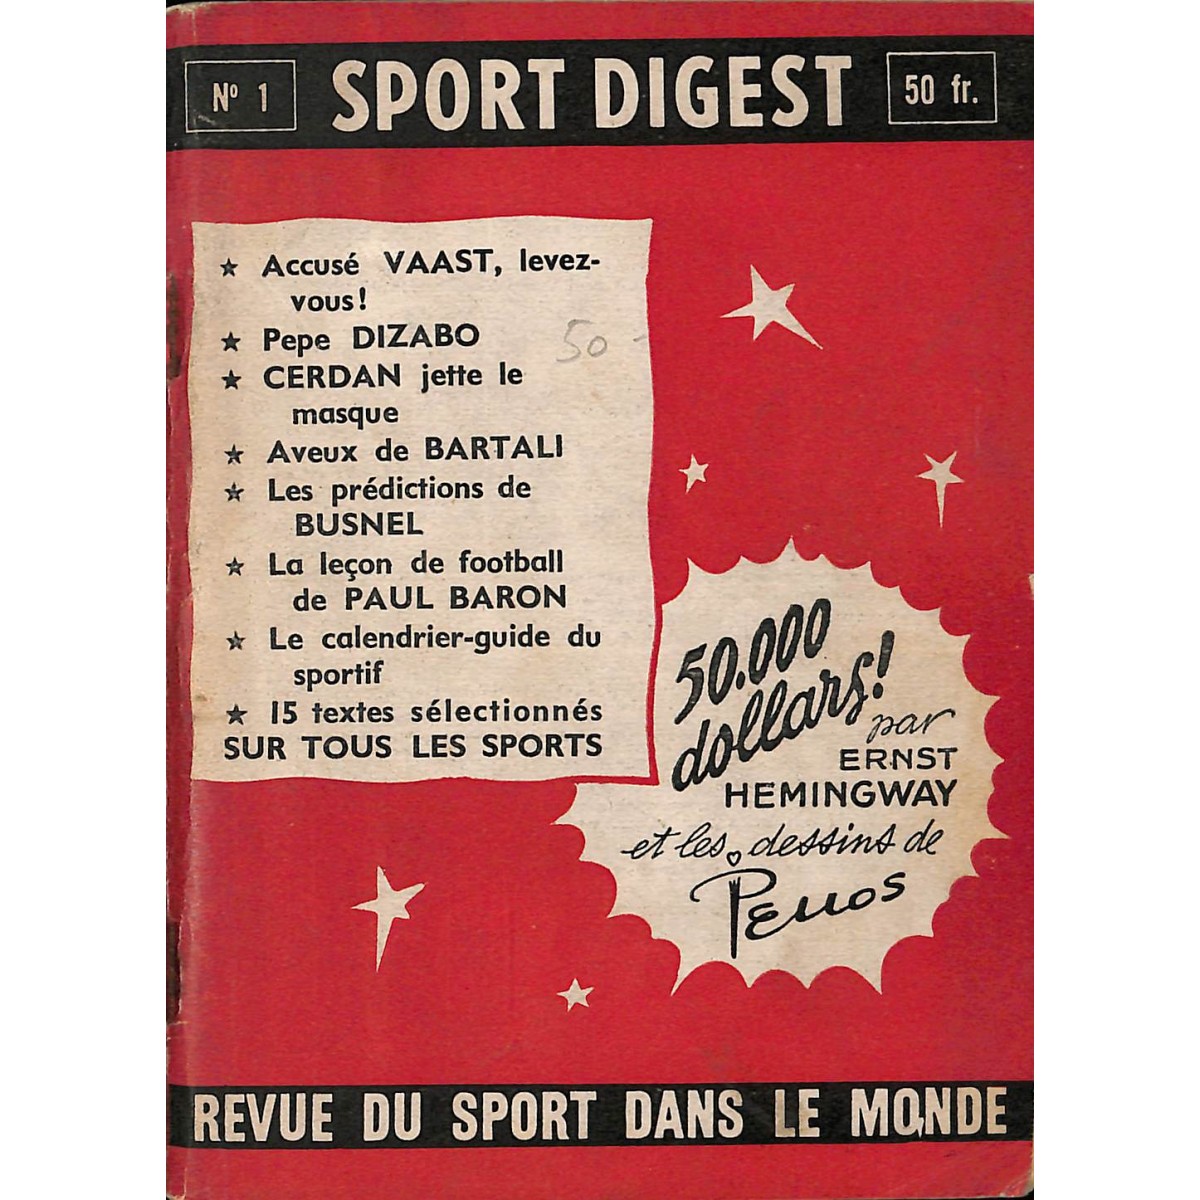 N° 1
SPORT DIGEST
50 fr.
★ Accusé VAAST, levez-
vous!
★ Pepe DIZABO
50 -
★ CERDAN jette le
masque
★ Aveux de BARTALI
★ Les prédictions de
BUSNEL
★ La leçon de football
de PAUL BARON
★ Le calendrier-guide du
sportif
★ 15 textes sélectionnés
SUR TOUS LES SPORTS
50.000
dollars!
par
ERNST
HEMINGWAY
et les dessins de
Pellos
REVUE DU SPORT DANS LE MONDE